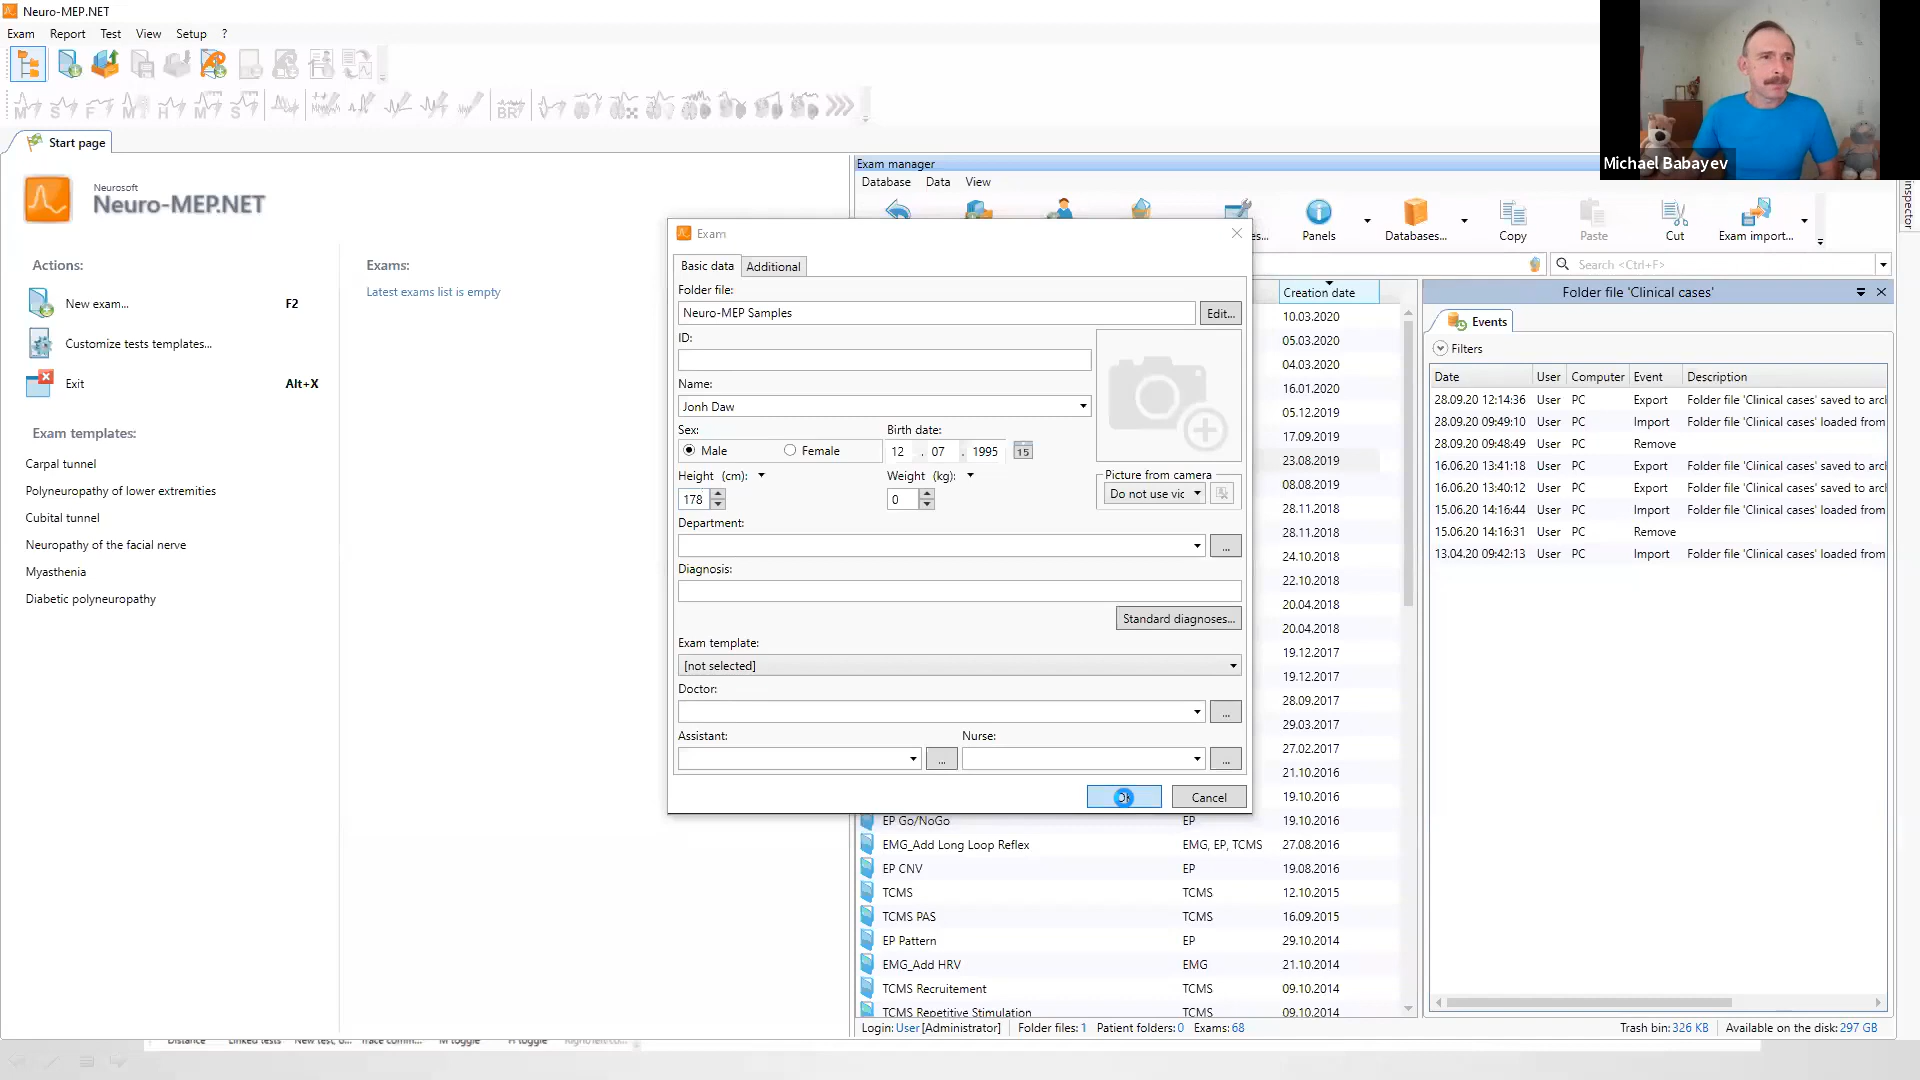 Neuro-MEP.NET
Exam Report Test View Setup ?
BR
Start page
Neurosoft
Neuro-MEP.NET
Actions:
New exam... F2
Customize tests templates...
Exit Alt+X
Exam templates:
Carpal tunnel
Polyneuropathy of lower extremities
Cubital tunnel
Neuropathy of the facial nerve
Myasthenia
Diabetic polyneuropathy
Exams:
Latest exams list is empty
Exam manager
Database Data View
Panels Databases... Copy Paste Cut Exam import...
Search <Ctrl+F>
Michael Babayev
Inspector
Exam
Basic data Additional
Folder file:
Neuro-MEP Samples Edit...
ID:
Name:
Jonh Daw
Sex: Birth date:
Male Female 12 . 07 . 1995 15
Height (cm): Weight (kg): Picture from camera
178 0 Do not use vic
Department:
...
Diagnosis:
Standard diagnoses...
Exam template:
[not selected]
Doctor:
...
Assistant: Nurse:
... ...
Ok Cancel
Creation date
10.03.2020
05.03.2020
04.03.2020
16.01.2020
05.12.2019
17.09.2019
23.08.2019
08.08.2019
28.11.2018
28.11.2018
24.10.2018
22.10.2018
20.04.2018
20.04.2018
19.12.2017
19.12.2017
28.09.2017
29.03.2017
27.02.2017
21.10.2016
19.10.2016
EP Go/NoGo EP 19.10.2016
EMG_Add Long Loop Reflex EMG, EP, TCMS 27.08.2016
EP CNV EP 19.08.2016
TCMS TCMS 12.10.2015
TCMS PAS TCMS 16.09.2015
EP Pattern EP 29.10.2014
EMG_Add HRV EMG 21.10.2014
TCMS Recruitement TCMS 09.10.2014
TCMS Repetitive Stimulation TCMS 09.10.2014
Folder file 'Clinical cases'
Events
Filters
Date User Computer Event Description
28.09.20 12:14:36 User PC Export Folder file 'Clinical cases' saved to arcl
28.09.20 09:49:10 User PC Import Folder file 'Clinical cases' loaded from
28.09.20 09:48:49 User PC Remove
16.06.20 13:41:18 User PC Export Folder file 'Clinical cases' saved to arcl
16.06.20 13:40:12 User PC Export Folder file 'Clinical cases' saved to arcl
15.06.20 14:16:44 User PC Import Folder file 'Clinical cases' loaded from
15.06.20 14:16:31 User PC Remove
13.04.20 09:42:13 User PC Import Folder file 'Clinical cases' loaded from
Login: User [Administrator] Folder files: 1 Patient folders: 0 Exams: 68 Trash bin: 326 KB Available on the disk: 297 GB
Distance Linked tests New test, d... Trace comm... M toggle H toggle